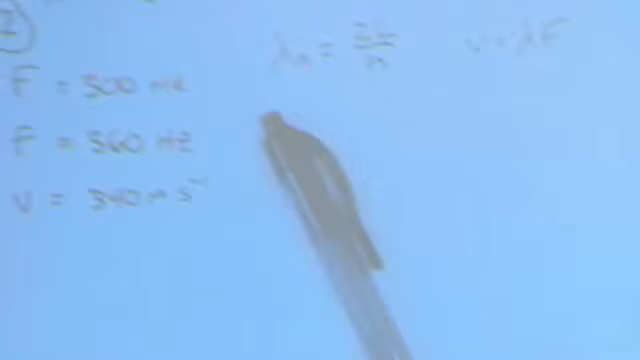 2
λn = 2L/n
v = λF
F = 300 Hz
F = 360 Hz
v = 340 m s⁻¹